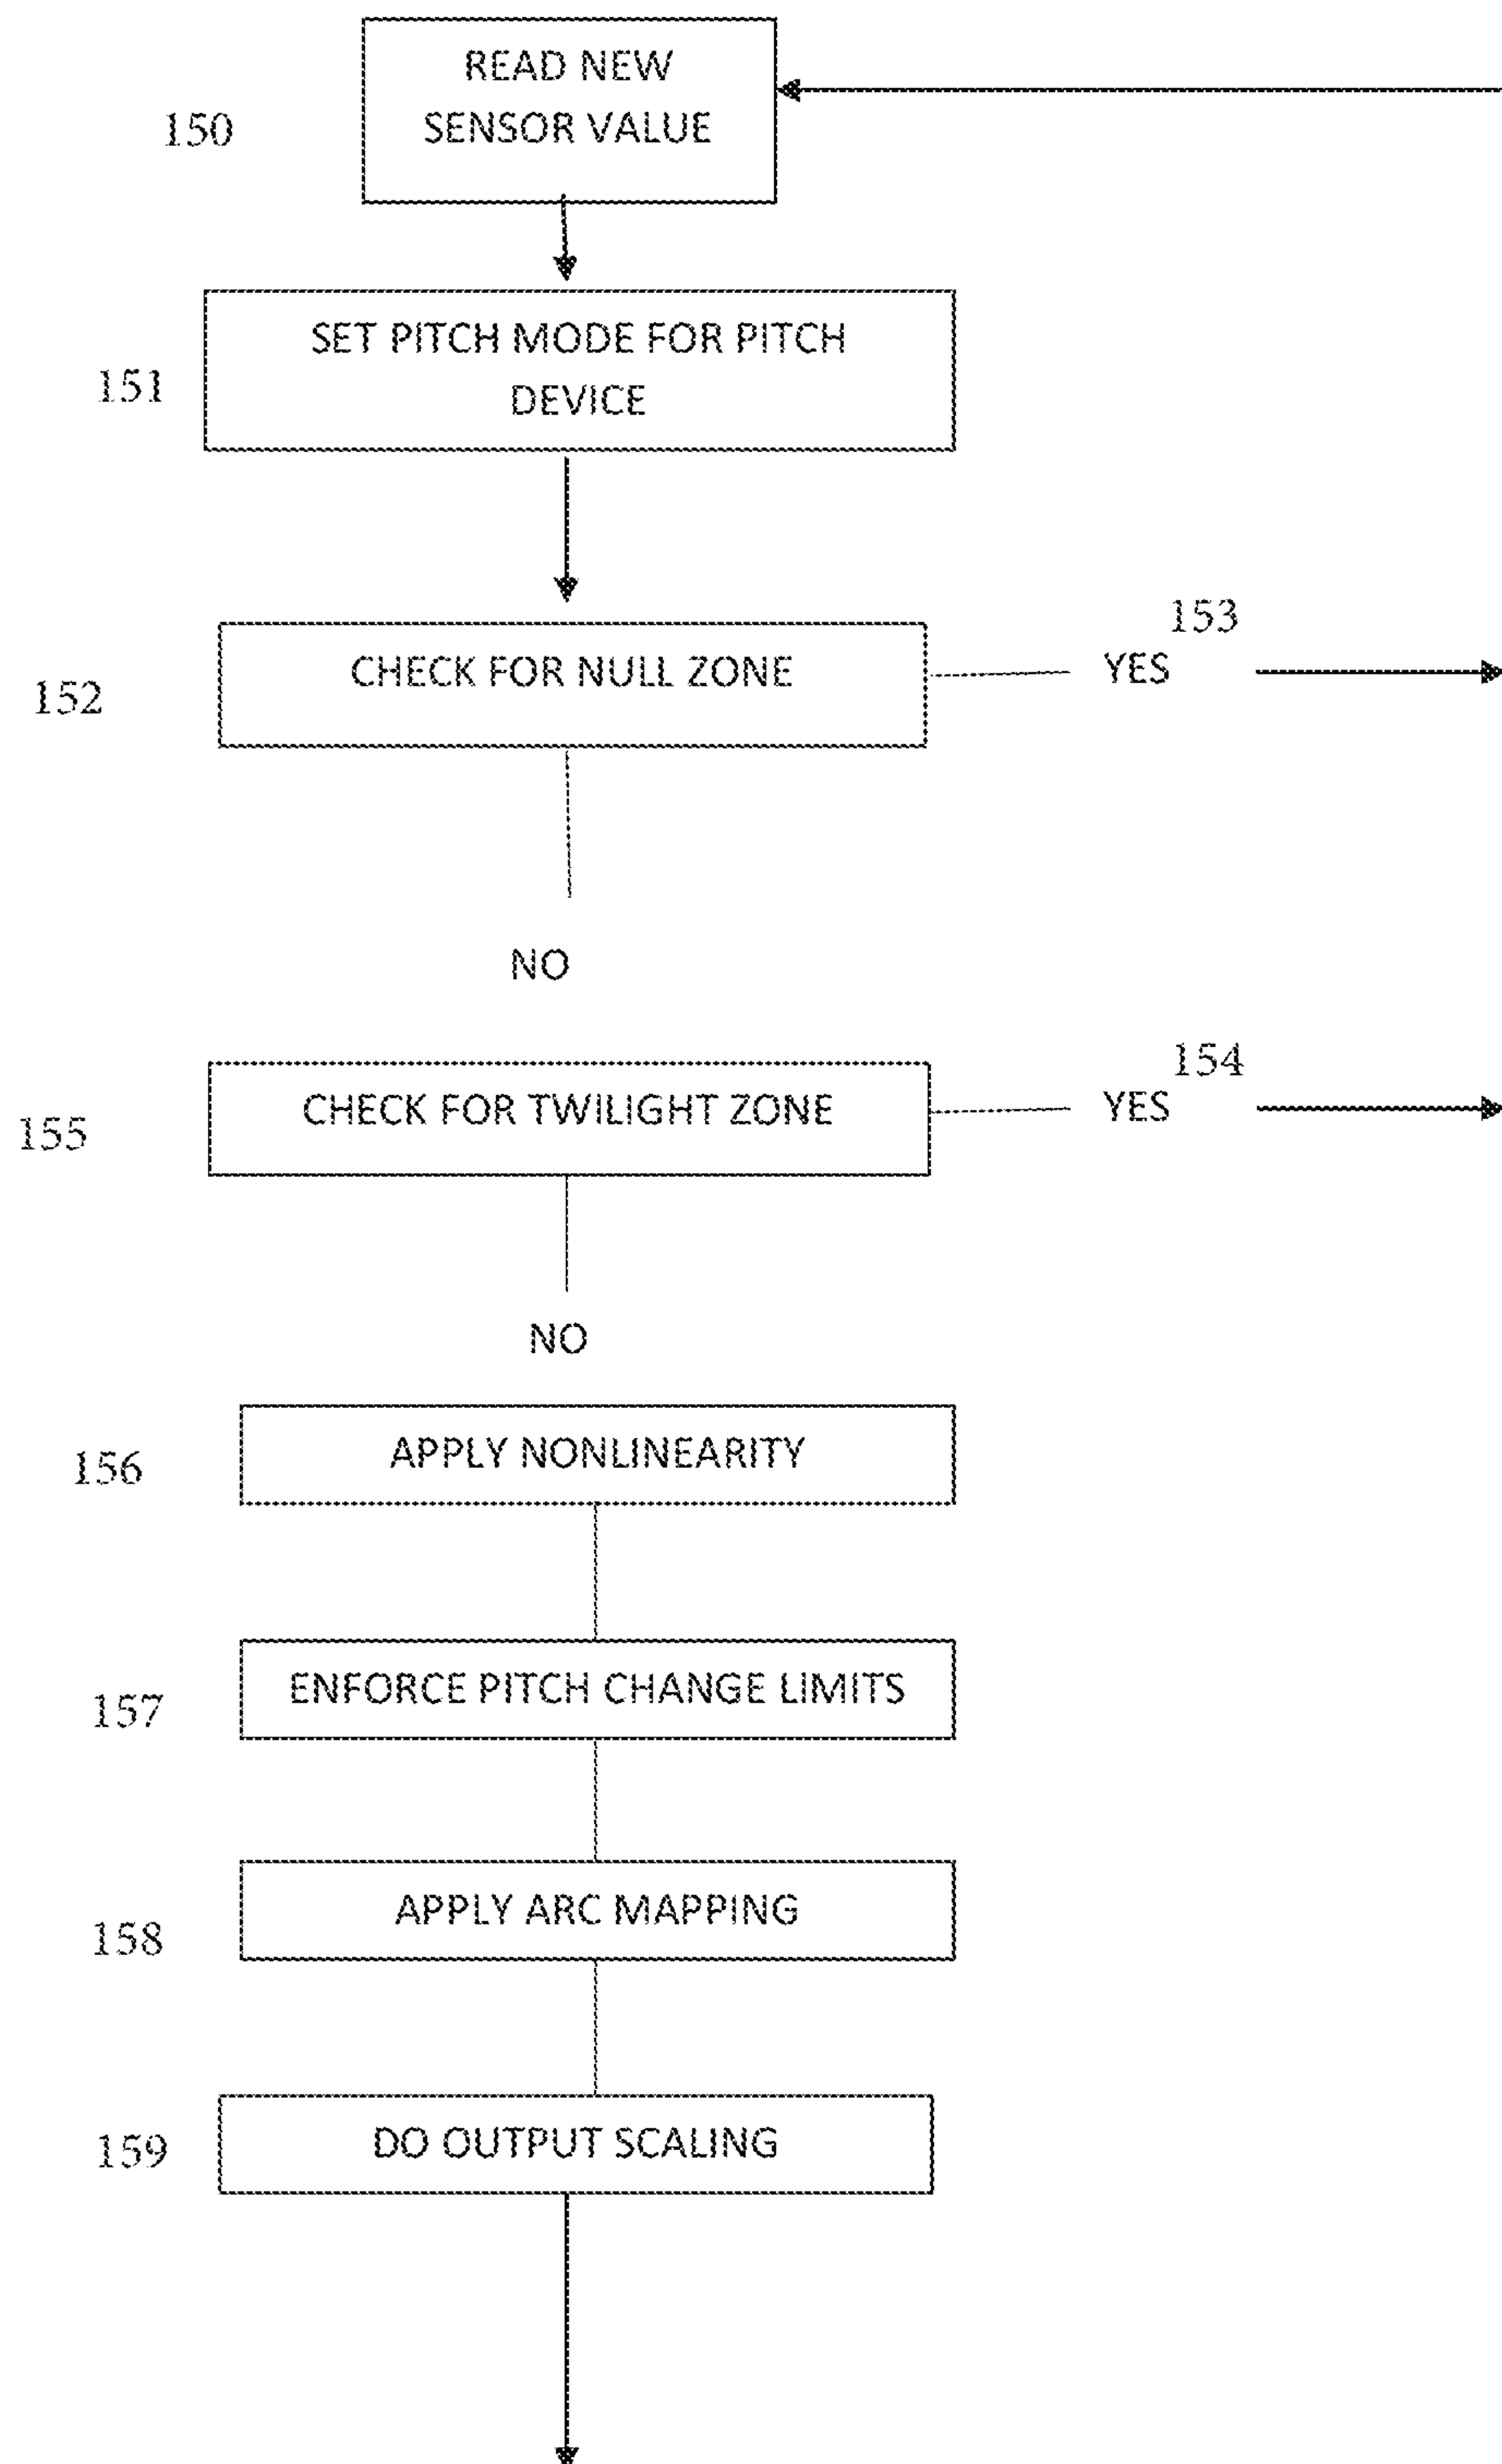 READ NEW
SENSOR VALUE
150
SET PITCH MODE FOR PITCH
DEVICE
151
153
CHECK FOR NULL ZONE
YES
152
NO
154
CHECK FOR TWILIGHT ZONE
YES
155
NO
APPLY NONLINEARITY
156
ENFORCE PITCH CHANGE LIMITS
157
APPLY ARC MAPPING
158
DO OUTPUT SCALING
159